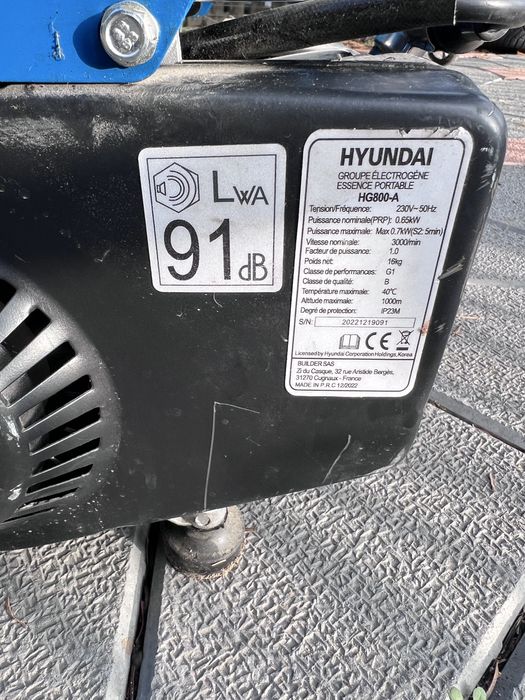 LWA
91 dB
HYUNDAI
GROUPE ÉLECTROGÈNE
ESSENCE PORTABLE
HG800-A
Tension/Fréquence: 230V~50Hz
Puissance nominale(PRP): 0.65kW
Puissance maximale: Max 0.7kW(S2: 5min)
Vitesse nominale: 3000/min
Facteur de puissance: 1.0
Poids net: 16kg
Classe de performances: G1
Classe de qualité: B
Température maximale: 40°C
Altitude maximale: 1000m
Degré de protection: IP23M
S/N: 20221219091
CE
Licensed by Hyundai Corporation Holdings, Korea
BUILDER SAS
Zi du Casque, 32 rue Aristide Bergès,
31270 Cugnaux - France
MADE IN P.R.C 12/2022